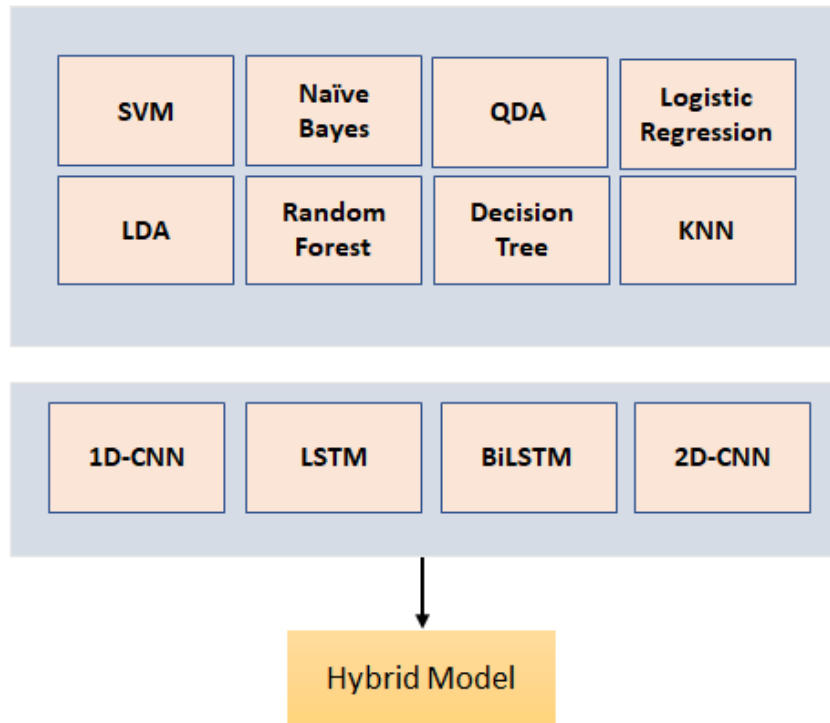 SVM
Naïve
Bayes
QDA
Logistic
Regression
LDA
Random
Forest
Decision
Tree
KNN
1D-CNN
LSTM
BiLSTM
2D-CNN
Hybrid Model